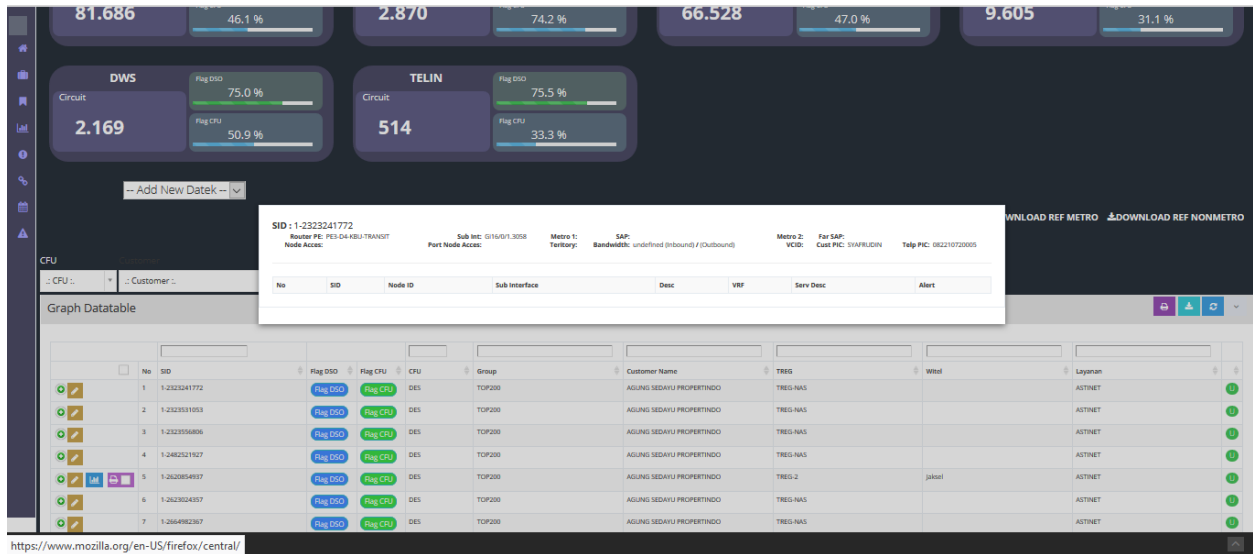 81.686 46.1 % 2.870 74.2 % 66.528 47.0 % 9.605 31.1 %
DWS TELIN
Circuit Flag DSO 75.0 % Circuit Flag DSO 75.5 %
2.169 Flag CFU 50.9 % 514 Flag CFU 33.3 %
-- Add New Datek --
WNLOAD REF METRO DOWNLOAD REF NONMETRO
SID : 1-2323241772
Router PE: PE3-D4-KBU-TRANSIT Sub Int: Gi16/0/1.3058 Metro 1: SAP: Metro 2: Far SAP:
Node Acces: Port Node Acces: Teritory: Bandwidth: undefined (Inbound) / (Outbound) VCID: Cust PIC: SYAFRUDIN Telp PIC: 082210720005
No SID Node ID Sub Interface Desc VRF Serv Desc Alert
CFU Customer
.: CFU :. .: Customer :.
Graph Datatable
No SID Flag DSO Flag CFU CFU Group Customer Name TREG Witel Layanan
1 1-2323241772 Flag DSO Flag CFU DES TOP200 AGUNG SEDAYU PROPERTINDO TREG-NAS ASTINET U
2 1-2323531053 Flag DSO Flag CFU DES TOP200 AGUNG SEDAYU PROPERTINDO TREG-NAS ASTINET U
3 1-2323556806 Flag DSO Flag CFU DES TOP200 AGUNG SEDAYU PROPERTINDO TREG-NAS ASTINET U
4 1-2482521927 Flag DSO Flag CFU DES TOP200 AGUNG SEDAYU PROPERTINDO TREG-NAS ASTINET U
5 1-2620854937 Flag DSO Flag CFU DES TOP200 AGUNG SEDAYU PROPERTINDO TREG-2 Jaksel ASTINET U
6 1-2623024357 Flag DSO Flag CFU DES TOP200 AGUNG SEDAYU PROPERTINDO TREG-NAS ASTINET U
7 1-2664982367 Flag DSO Flag CFU DES TOP200 AGUNG SEDAYU PROPERTINDO TREG-NAS ASTINET U
https://www.mozilla.org/en-US/firefox/central/